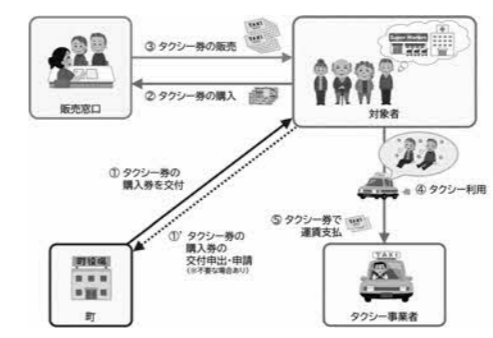 ③ タクシー券の販売
TAXI
Super Market
② タクシー券の購入
販売窓口
対象者
① タクシー券の
購入券を交付
④ タクシー利用
①' タクシー券の
購入券の
交付申出・申請
(※不要な場合あり)
⑤ タクシー券で
運賃支払
町役場
TAXI
町
タクシー事業者